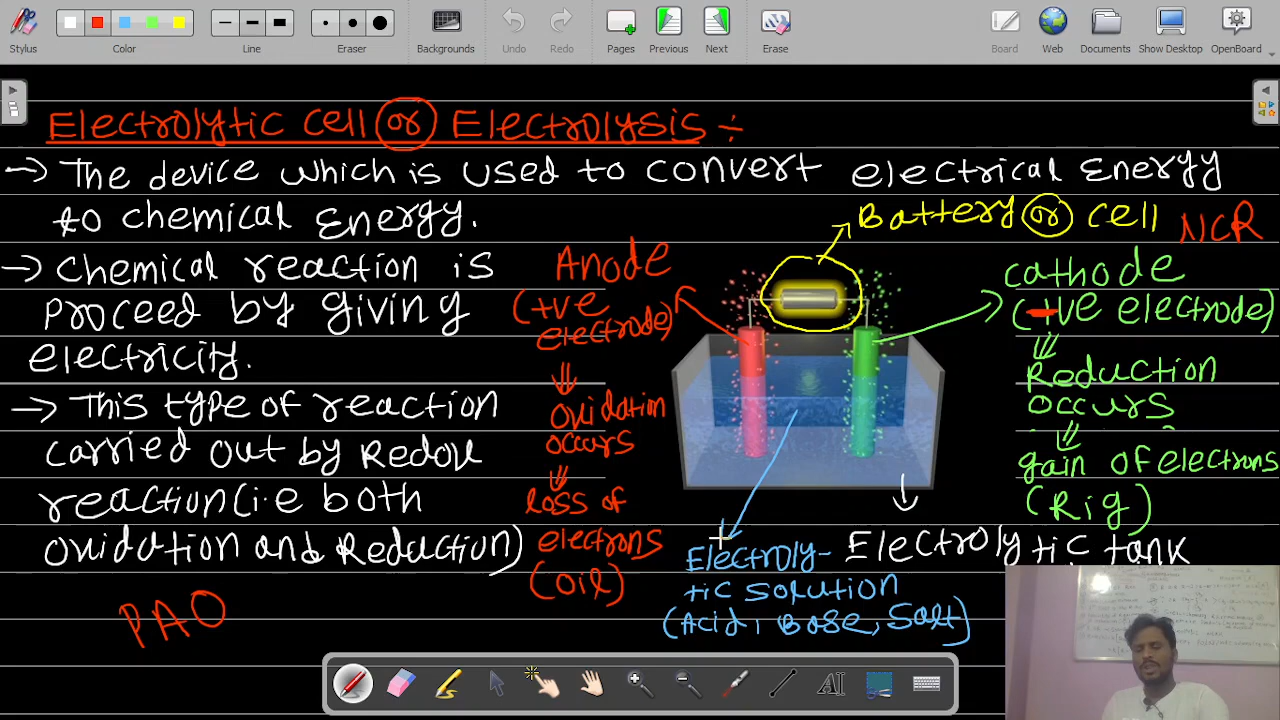 Stylus
Color
Line
Eraser
Backgrounds
Undo
Redo
Pages
Previous
Next
Erase
Board
Web
Documents
Show Desktop
OpenBoard
Electrolytic cell or Electrolysis ÷
→ The device which is used to convert electrical Energy
to chemical Energy.
→ Chemical reaction is
proceed by giving
electricity.
→ This type of reaction
carried out by Redox
reaction (i.e both
Oxidation and Reduction)
PAO
Battery or cell
NCR
Anode
(+ve
electrode)
⇓
Oxidation
occurs
⇓
loss of
electrons
(Oil)
cathode
(-ve electrode)
⇓
Reduction
occurs
⇓
gain of electrons
(Rig)
Electroly-
tic solution
(Acid, Base, Salt)
Electrolytic tank